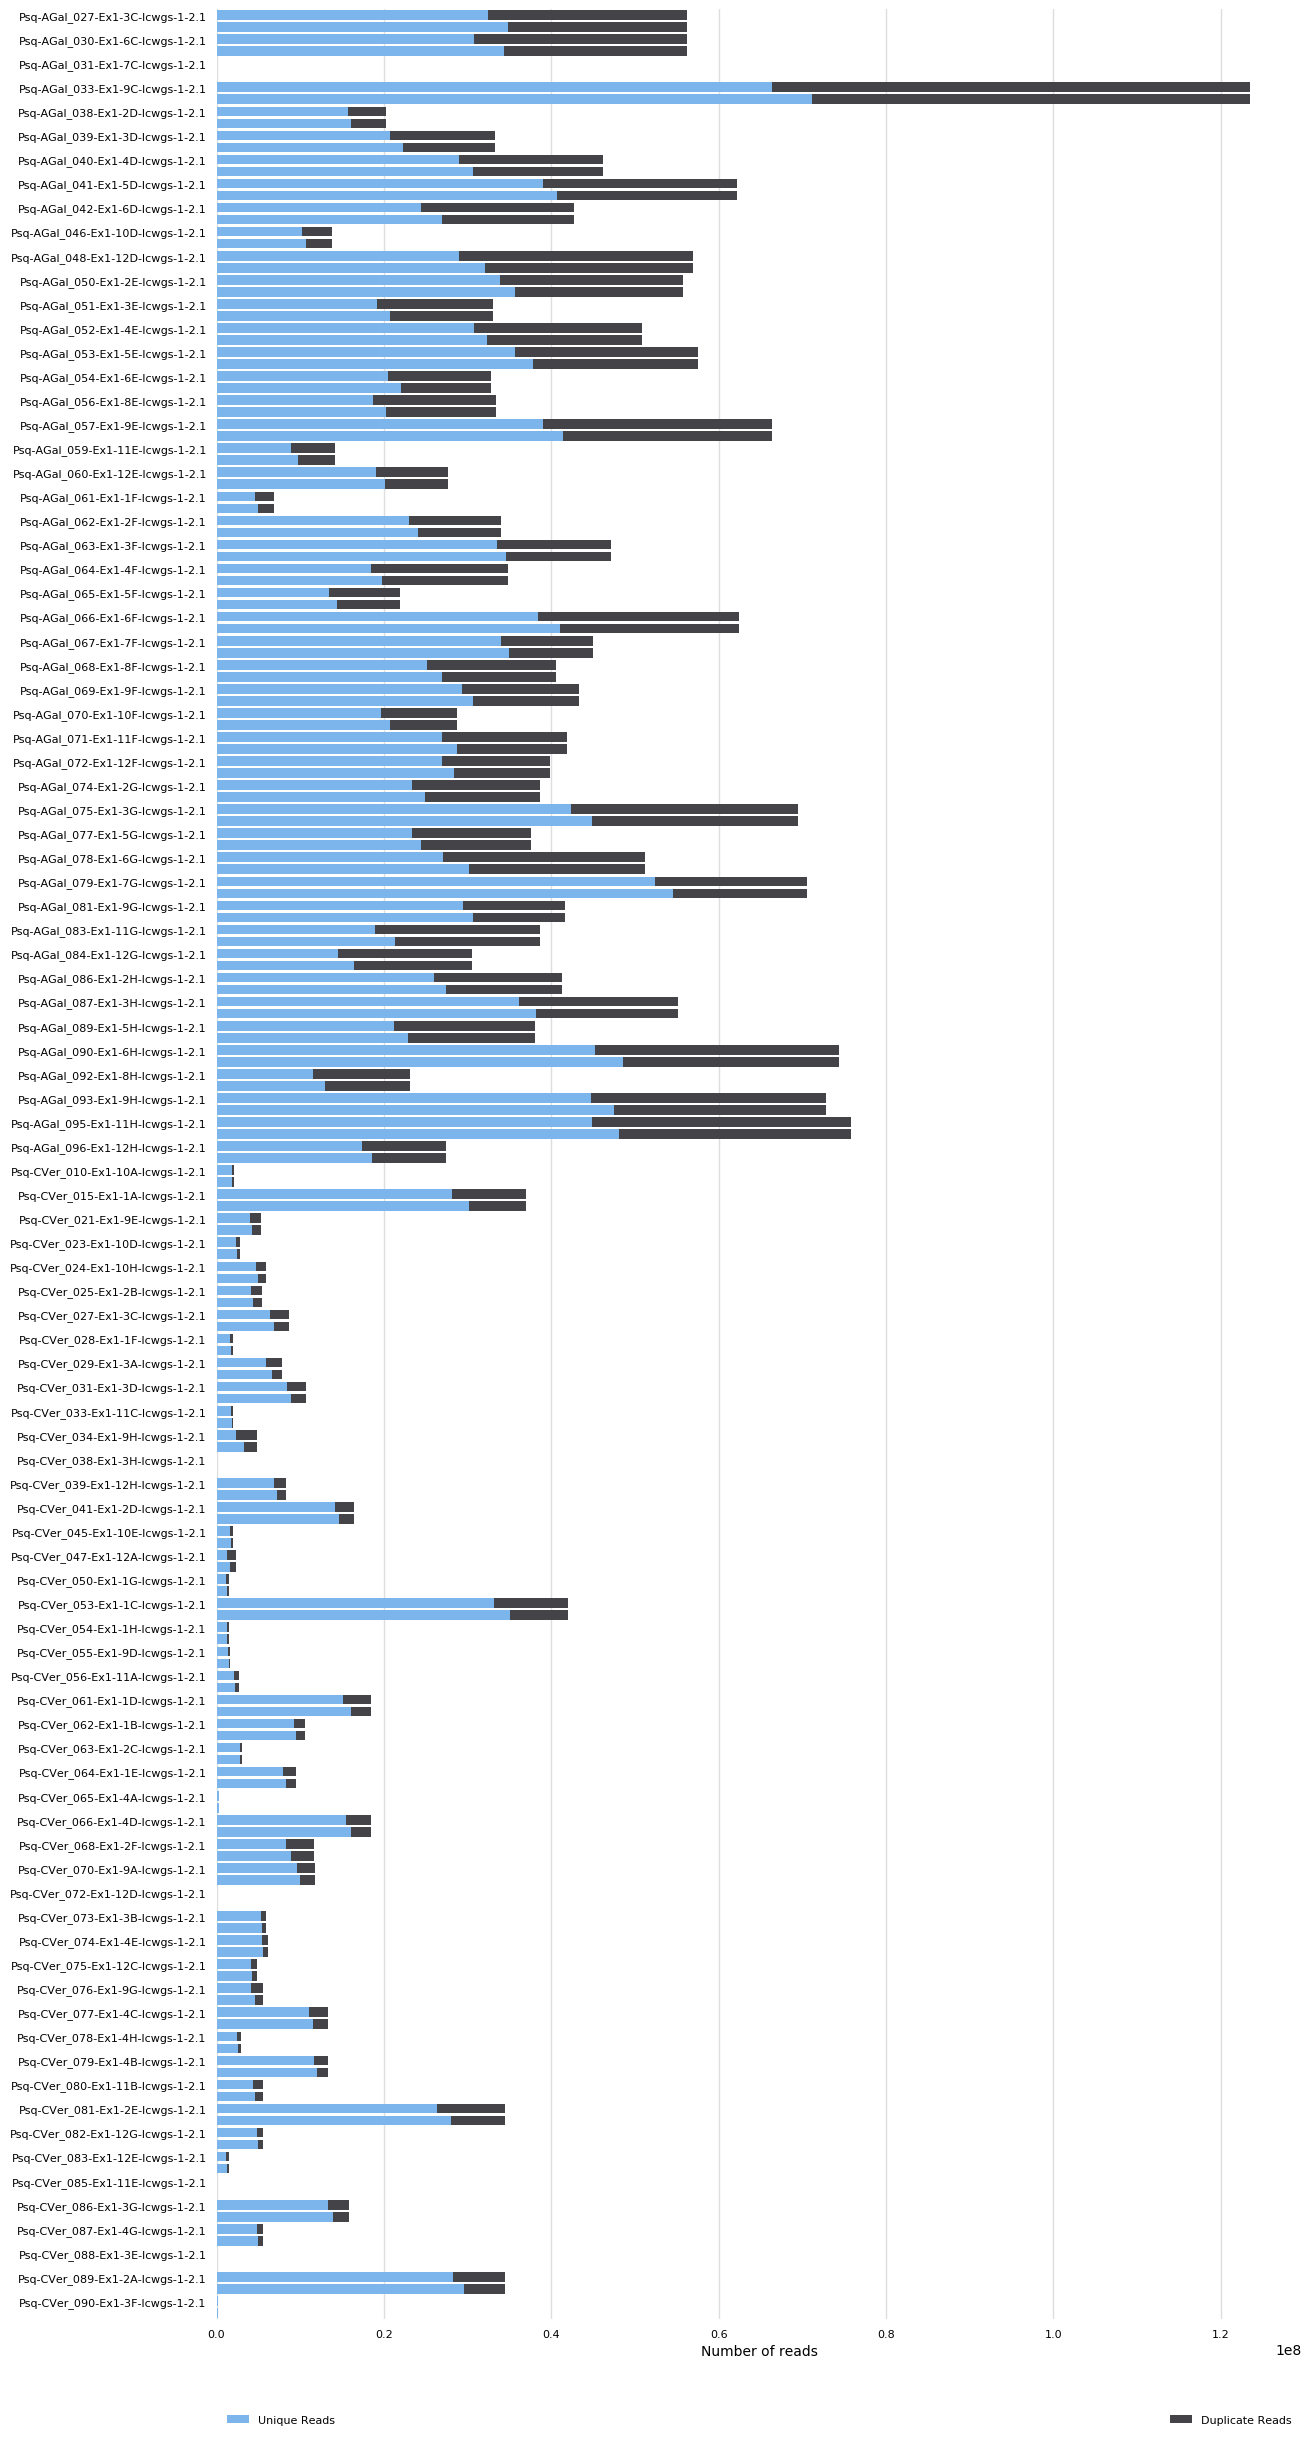 Psq-AGal_027-Ex1-3C-lcwgs-1-2.1
Psq-AGal_030-Ex1-6C-lcwgs-1-2.1
Psq-AGal_031-Ex1-7C-lcwgs-1-2.1
Psq-AGal_033-Ex1-9C-lcwgs-1-2.1
Psq-AGal_038-Ex1-2D-lcwgs-1-2.1
Psq-AGal_039-Ex1-3D-lcwgs-1-2.1
Psq-AGal_040-Ex1-4D-lcwgs-1-2.1
Psq-AGal_041-Ex1-5D-lcwgs-1-2.1
Psq-AGal_042-Ex1-6D-lcwgs-1-2.1
Psq-AGal_046-Ex1-10D-lcwgs-1-2.1
Psq-AGal_048-Ex1-12D-lcwgs-1-2.1
Psq-AGal_050-Ex1-2E-lcwgs-1-2.1
Psq-AGal_051-Ex1-3E-lcwgs-1-2.1
Psq-AGal_052-Ex1-4E-lcwgs-1-2.1
Psq-AGal_053-Ex1-5E-lcwgs-1-2.1
Psq-AGal_054-Ex1-6E-lcwgs-1-2.1
Psq-AGal_056-Ex1-8E-lcwgs-1-2.1
Psq-AGal_057-Ex1-9E-lcwgs-1-2.1
Psq-AGal_059-Ex1-11E-lcwgs-1-2.1
Psq-AGal_060-Ex1-12E-lcwgs-1-2.1
Psq-AGal_061-Ex1-1F-lcwgs-1-2.1
Psq-AGal_062-Ex1-2F-lcwgs-1-2.1
Psq-AGal_063-Ex1-3F-lcwgs-1-2.1
Psq-AGal_064-Ex1-4F-lcwgs-1-2.1
Psq-AGal_065-Ex1-5F-lcwgs-1-2.1
Psq-AGal_066-Ex1-6F-lcwgs-1-2.1
Psq-AGal_067-Ex1-7F-lcwgs-1-2.1
Psq-AGal_068-Ex1-8F-lcwgs-1-2.1
Psq-AGal_069-Ex1-9F-lcwgs-1-2.1
Psq-AGal_070-Ex1-10F-lcwgs-1-2.1
Psq-AGal_071-Ex1-11F-lcwgs-1-2.1
Psq-AGal_072-Ex1-12F-lcwgs-1-2.1
Psq-AGal_074-Ex1-2G-lcwgs-1-2.1
Psq-AGal_075-Ex1-3G-lcwgs-1-2.1
Psq-AGal_077-Ex1-5G-lcwgs-1-2.1
Psq-AGal_078-Ex1-6G-lcwgs-1-2.1
Psq-AGal_079-Ex1-7G-lcwgs-1-2.1
Psq-AGal_081-Ex1-9G-lcwgs-1-2.1
Psq-AGal_083-Ex1-11G-lcwgs-1-2.1
Psq-AGal_084-Ex1-12G-lcwgs-1-2.1
Psq-AGal_086-Ex1-2H-lcwgs-1-2.1
Psq-AGal_087-Ex1-3H-lcwgs-1-2.1
Psq-AGal_089-Ex1-5H-lcwgs-1-2.1
Psq-AGal_090-Ex1-6H-lcwgs-1-2.1
Psq-AGal_092-Ex1-8H-lcwgs-1-2.1
Psq-AGal_093-Ex1-9H-lcwgs-1-2.1
Psq-AGal_095-Ex1-11H-lcwgs-1-2.1
Psq-AGal_096-Ex1-12H-lcwgs-1-2.1
Psq-CVer_010-Ex1-10A-lcwgs-1-2.1
Psq-CVer_015-Ex1-1A-lcwgs-1-2.1
Psq-CVer_021-Ex1-9E-lcwgs-1-2.1
Psq-CVer_023-Ex1-10D-lcwgs-1-2.1
Psq-CVer_024-Ex1-10H-lcwgs-1-2.1
Psq-CVer_025-Ex1-2B-lcwgs-1-2.1
Psq-CVer_027-Ex1-3C-lcwgs-1-2.1
Psq-CVer_028-Ex1-1F-lcwgs-1-2.1
Psq-CVer_029-Ex1-3A-lcwgs-1-2.1
Psq-CVer_031-Ex1-3D-lcwgs-1-2.1
Psq-CVer_033-Ex1-11C-lcwgs-1-2.1
Psq-CVer_034-Ex1-9H-lcwgs-1-2.1
Psq-CVer_038-Ex1-3H-lcwgs-1-2.1
Psq-CVer_039-Ex1-12H-lcwgs-1-2.1
Psq-CVer_041-Ex1-2D-lcwgs-1-2.1
Psq-CVer_045-Ex1-10E-lcwgs-1-2.1
Psq-CVer_047-Ex1-12A-lcwgs-1-2.1
Psq-CVer_050-Ex1-1G-lcwgs-1-2.1
Psq-CVer_053-Ex1-1C-lcwgs-1-2.1
Psq-CVer_054-Ex1-1H-lcwgs-1-2.1
Psq-CVer_055-Ex1-9D-lcwgs-1-2.1
Psq-CVer_056-Ex1-11A-lcwgs-1-2.1
Psq-CVer_061-Ex1-1D-lcwgs-1-2.1
Psq-CVer_062-Ex1-1B-lcwgs-1-2.1
Psq-CVer_063-Ex1-2C-lcwgs-1-2.1
Psq-CVer_064-Ex1-1E-lcwgs-1-2.1
Psq-CVer_065-Ex1-4A-lcwgs-1-2.1
Psq-CVer_066-Ex1-4D-lcwgs-1-2.1
Psq-CVer_068-Ex1-2F-lcwgs-1-2.1
Psq-CVer_070-Ex1-9A-lcwgs-1-2.1
Psq-CVer_072-Ex1-12D-lcwgs-1-2.1
Psq-CVer_073-Ex1-3B-lcwgs-1-2.1
Psq-CVer_074-Ex1-4E-lcwgs-1-2.1
Psq-CVer_075-Ex1-12C-lcwgs-1-2.1
Psq-CVer_076-Ex1-9G-lcwgs-1-2.1
Psq-CVer_077-Ex1-4C-lcwgs-1-2.1
Psq-CVer_078-Ex1-4H-lcwgs-1-2.1
Psq-CVer_079-Ex1-4B-lcwgs-1-2.1
Psq-CVer_080-Ex1-11B-lcwgs-1-2.1
Psq-CVer_081-Ex1-2E-lcwgs-1-2.1
Psq-CVer_082-Ex1-12G-lcwgs-1-2.1
Psq-CVer_083-Ex1-12E-lcwgs-1-2.1
Psq-CVer_085-Ex1-11E-lcwgs-1-2.1
Psq-CVer_086-Ex1-3G-lcwgs-1-2.1
Psq-CVer_087-Ex1-4G-lcwgs-1-2.1
Psq-CVer_088-Ex1-3E-lcwgs-1-2.1
Psq-CVer_089-Ex1-2A-lcwgs-1-2.1
Psq-CVer_090-Ex1-3F-lcwgs-1-2.1
0.0 0.2 0.4 0.6 0.8 1.0 1.2
Number of reads 1e8
Unique Reads Duplicate Reads